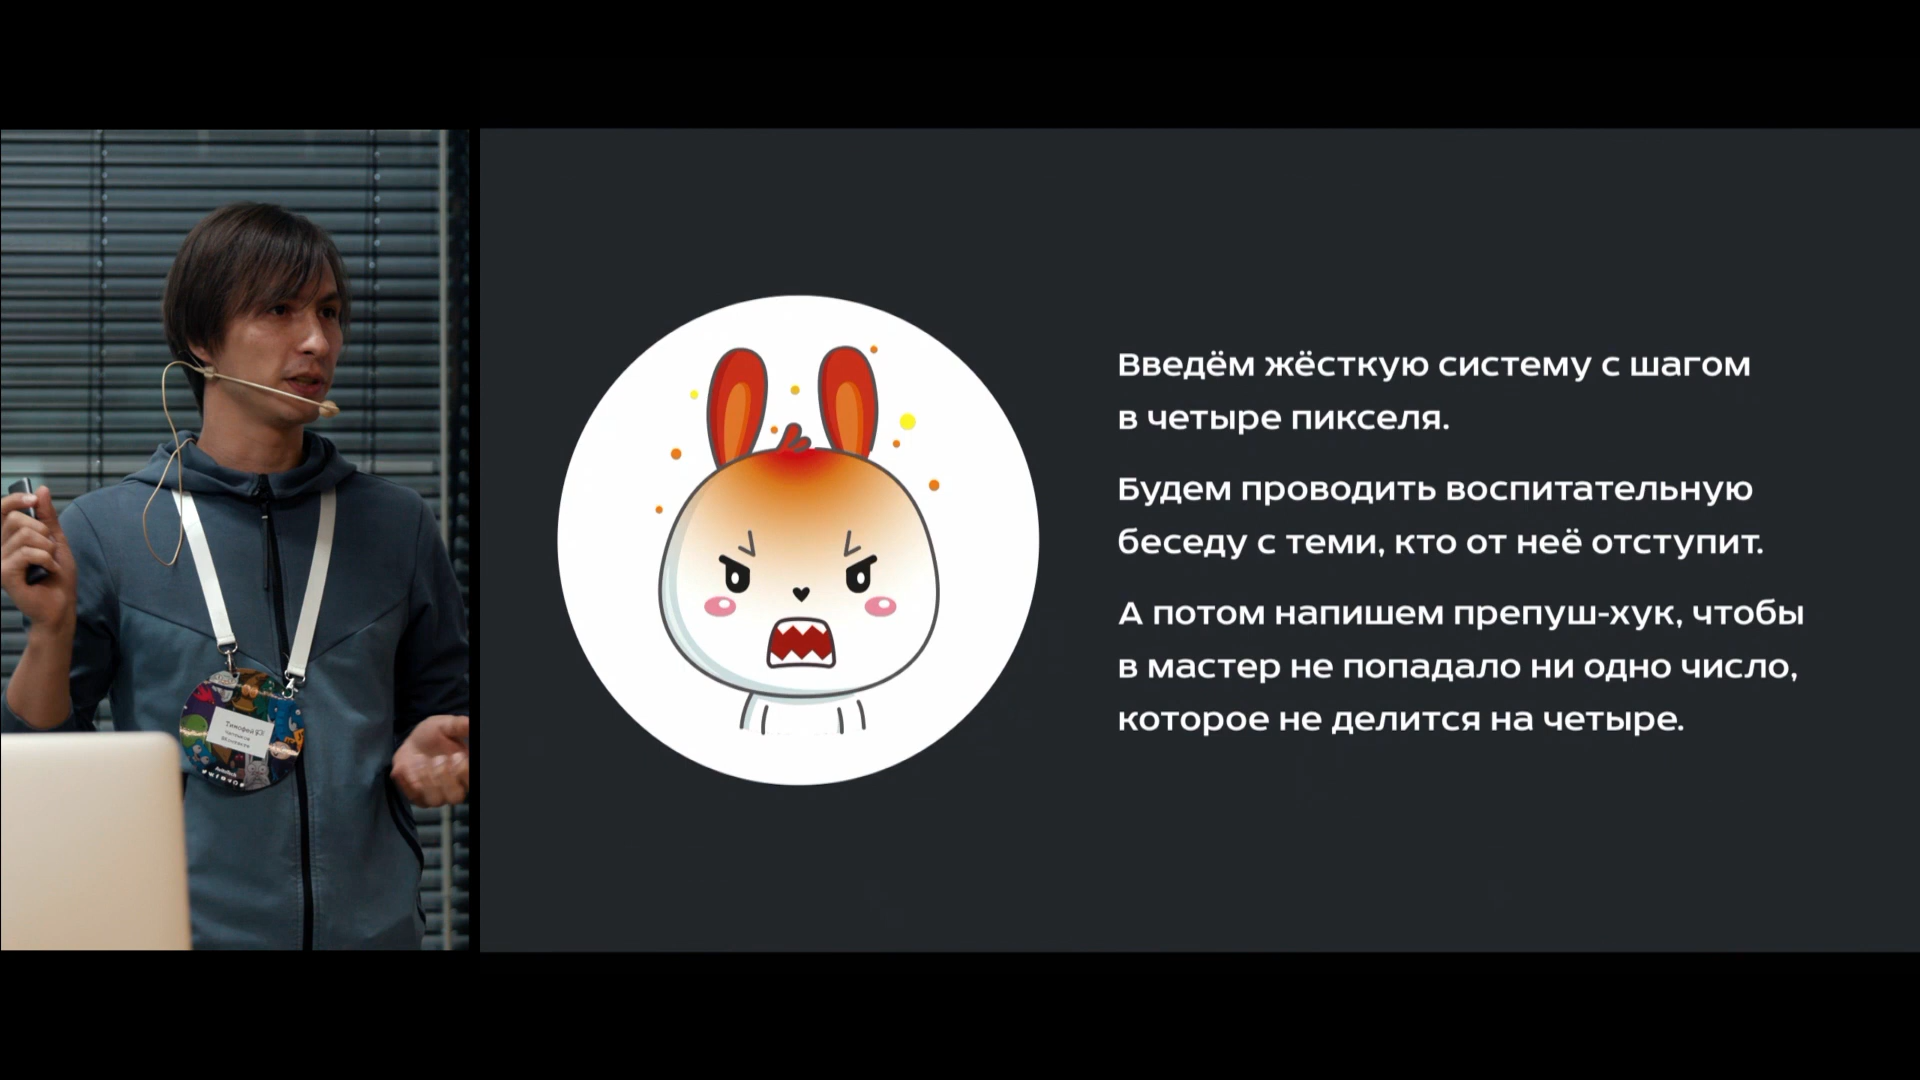 Введём жёсткую систему с шагом
в четыре пикселя.
Будем проводить воспитательную
беседу с теми, кто от неё отступит.
А потом напишем препуш-хук, чтобы
в мастер не попадало ни одно число,
которое не делится на четыре.
Тимофей